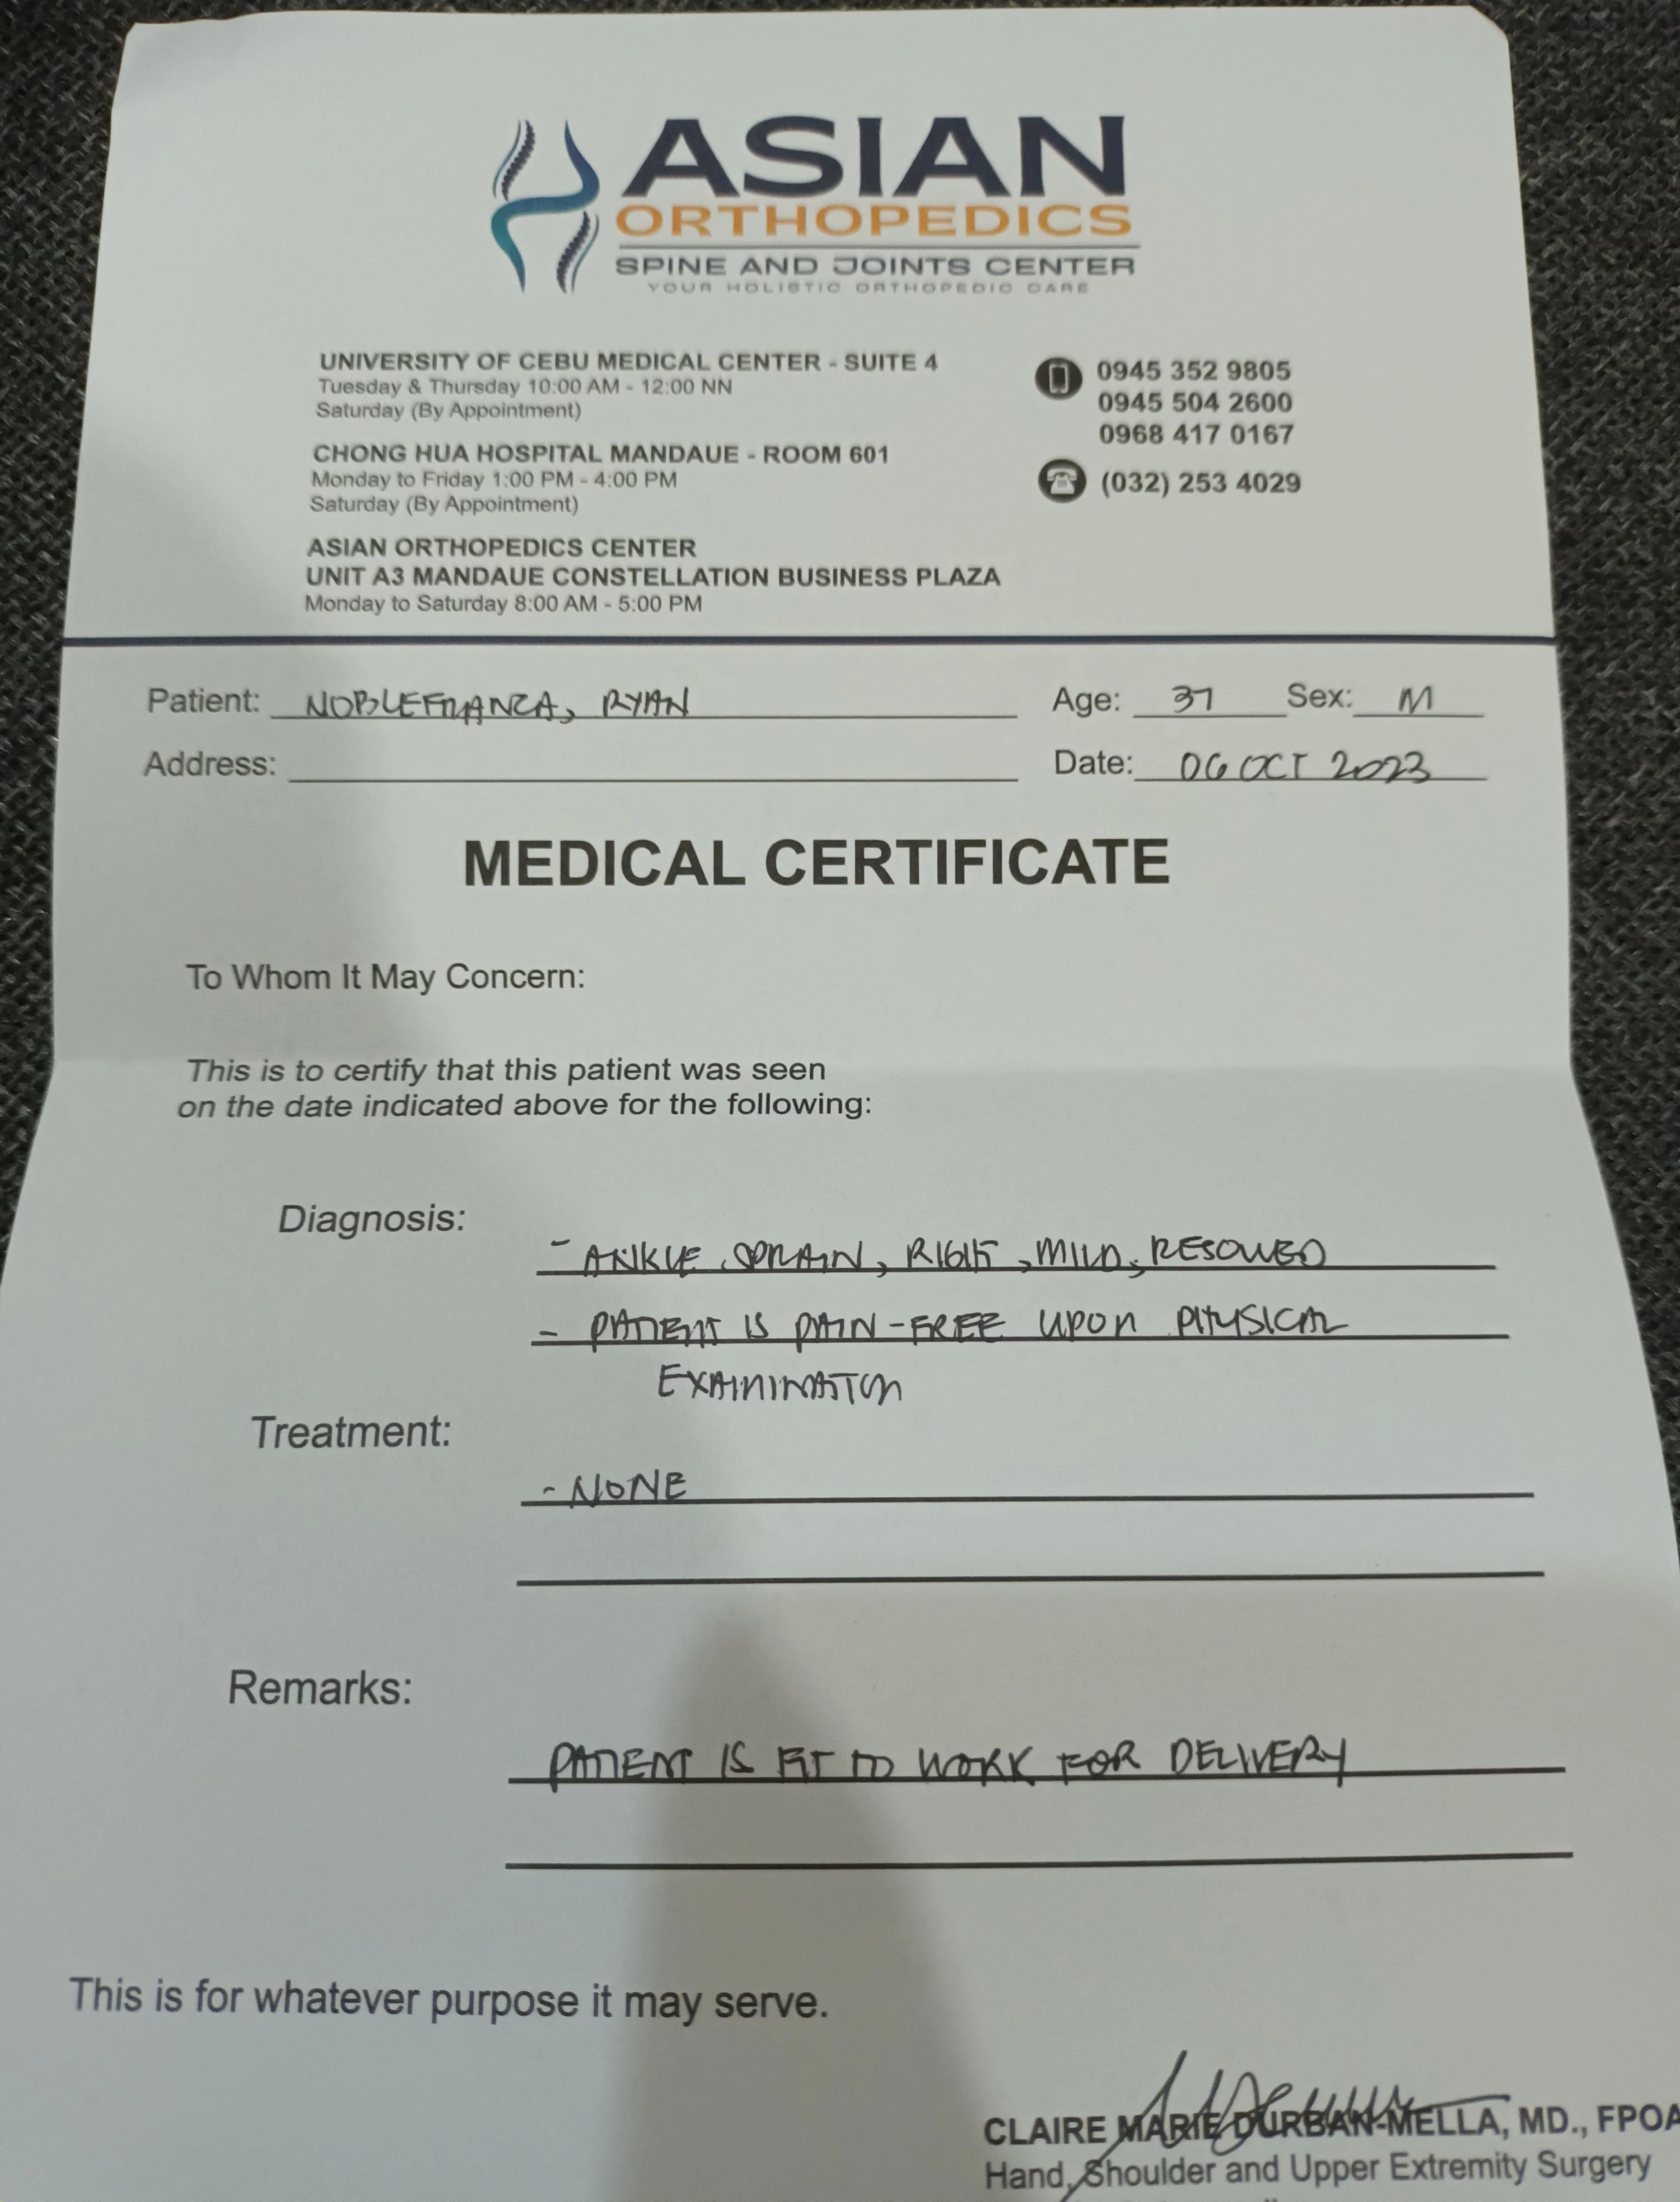 ASIAN
ORTHOPEDICS
SPINE AND JOINTS CENTER
YOUR HOLISTIC ORTHOPEDIC CARE
UNIVERSITY OF CEBU MEDICAL CENTER - SUITE 4
Tuesday & Thursday 10:00 AM - 12:00 NN
Saturday (By Appointment)
CHONG HUA HOSPITAL MANDAUE - ROOM 601
Monday to Friday 1:00 PM - 4:00 PM
Saturday (By Appointment)
ASIAN ORTHOPEDICS CENTER
UNIT A3 MANDAUE CONSTELLATION BUSINESS PLAZA
Monday to Saturday 8:00 AM - 5:00 PM
0945 352 9805
0945 504 2600
0968 417 0167
(032) 253 4029
Patient: NOBLEFRANCA, RYAN Age: 37 Sex: M
Address: Date: 06 OCT 2023
MEDICAL CERTIFICATE
To Whom It May Concern:
This is to certify that this patient was seen
on the date indicated above for the following:
Diagnosis:
- ANKLE SPRAIN, RIGHT, MILD, RESOLVED
- PATIENT IS PAIN-FREE UPON PHYSICAL
EXAMINATION
Treatment:
- NONE
Remarks:
PATIENT IS FIT TO WORK FOR DELIVERY
This is for whatever purpose it may serve.
CLAIRE MARIE DURBAN-MELLA, MD., FPOA
Hand, Shoulder and Upper Extremity Surgery